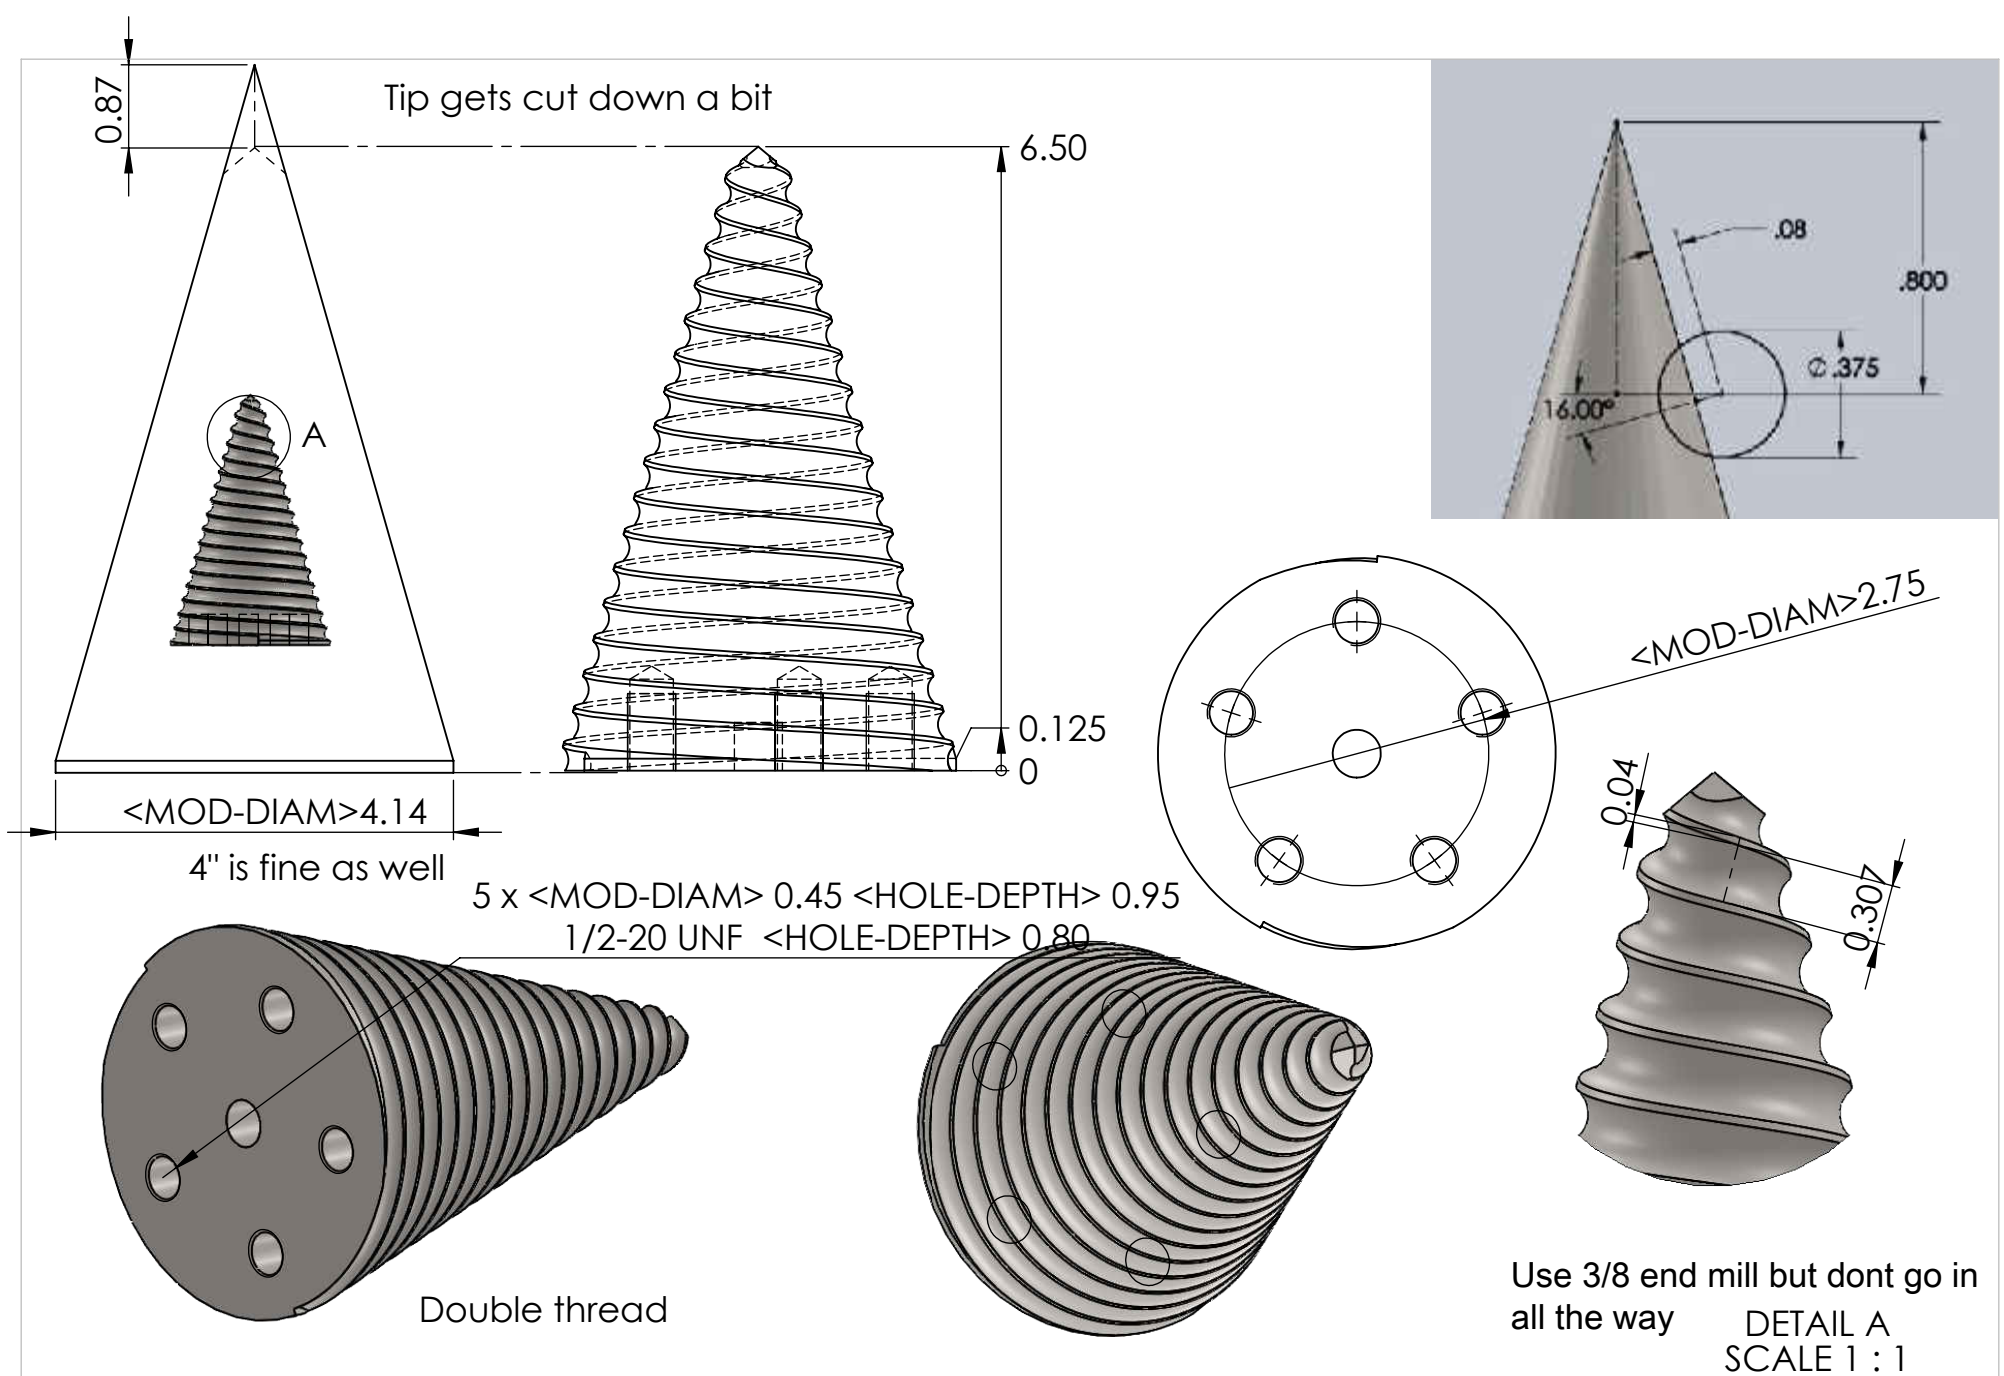 0.87
Tip gets cut down a bit
6.50
.08
.800
⌀.375
16.00°
A
<MOD-DIAM>2.75
0.125
0
<MOD-DIAM>4.14
4" is fine as well
5 x <MOD-DIAM> 0.45 <HOLE-DEPTH> 0.95
1/2-20 UNF <HOLE-DEPTH> 0.80
0.04
0.307
Double thread
Use 3/8 end mill but dont go in
all the way
DETAIL A
SCALE 1 : 1